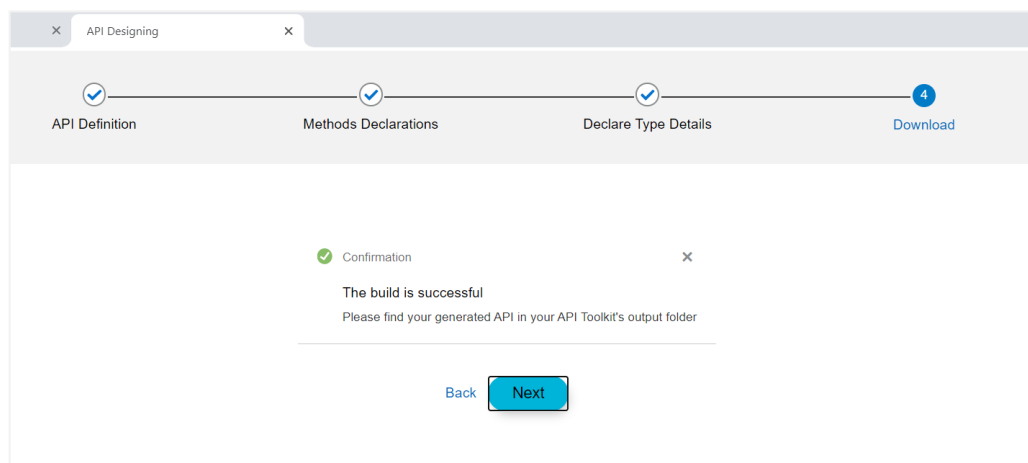 API Designing
4
API Definition
Methods Declarations
Declare Type Details
Download
Confirmation
The build is successful
Please find your generated API in your API Toolkit's output folder
Back
Next